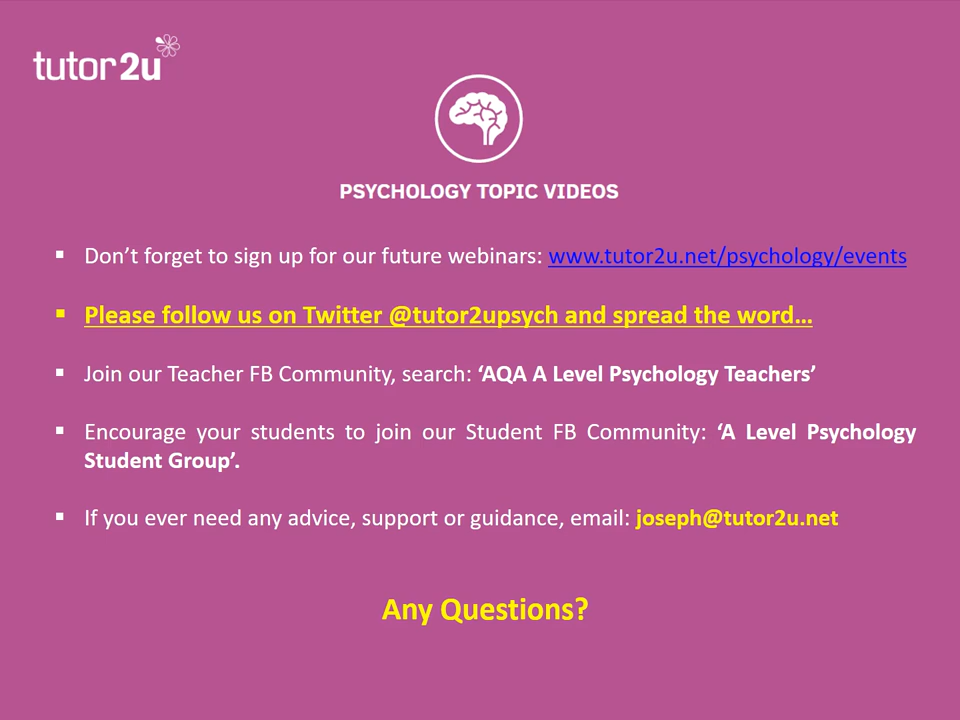 tutor2u
PSYCHOLOGY TOPIC VIDEOS
▪ Don’t forget to sign up for our future webinars: www.tutor2u.net/psychology/events
▪ Please follow us on Twitter @tutor2upsych and spread the word…
▪ Join our Teacher FB Community, search: ‘AQA A Level Psychology Teachers’
▪ Encourage your students to join our Student FB Community: ‘A Level Psychology
Student Group’.
▪ If you ever need any advice, support or guidance, email: joseph@tutor2u.net
Any Questions?